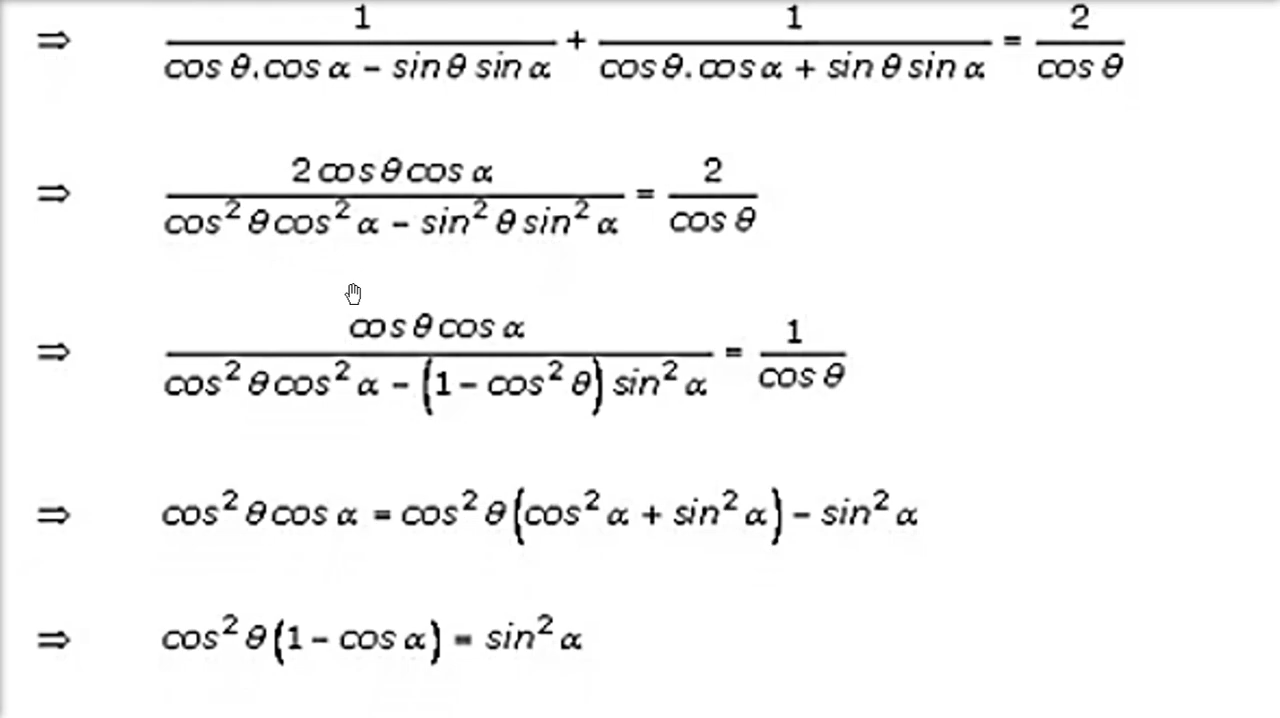 ⇒ 1/(cos θ.cos α − sin θ sin α) + 1/(cos θ.cos α + sin θ sin α) = 2/cos θ
⇒ 2 cos θ cos α/(cos² θ cos² α − sin² θ sin² α) = 2/cos θ
⇒ cos θ cos α/(cos² θ cos² α − (1 − cos² θ) sin² α) = 1/cos θ
⇒ cos² θ cos α = cos² θ (cos² α + sin² α) − sin² α
⇒ cos² θ (1 − cos α) = sin² α